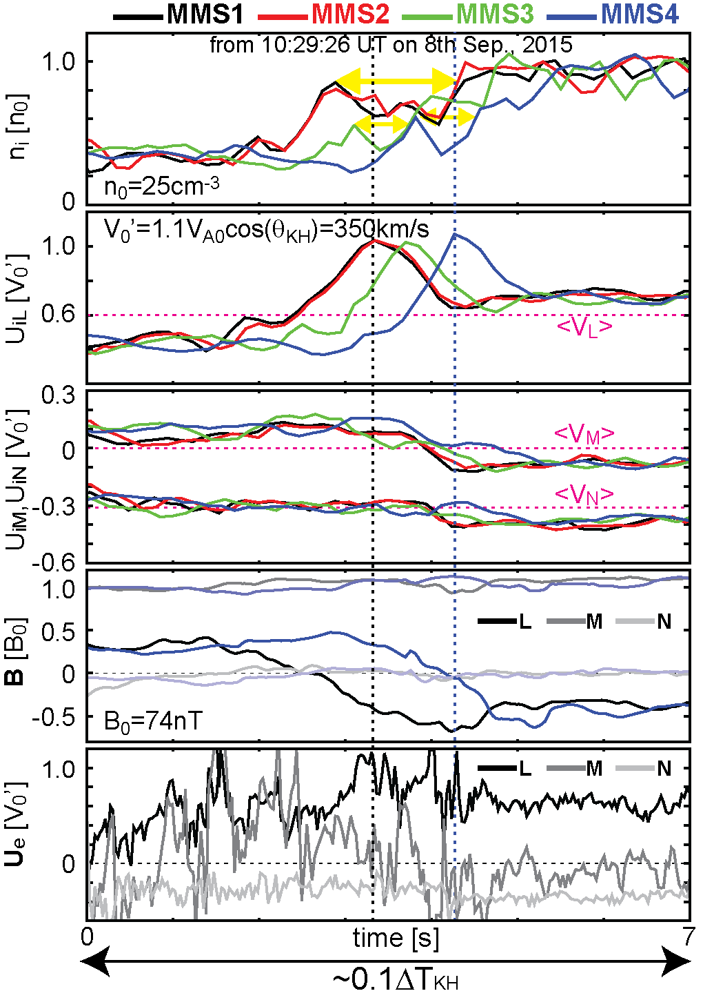 MMS1 MMS2 MMS3 MMS4
from 10:29:26 UT on 8th Sep., 2015
1.0
ni [n0]
n0=25cm-3
0
V0'=1.1VA0cos(θKH)=350km/s
1.0
UiL [V0']
0.6
<VL>
0.3
<VM>
0
UiM,UiN [V0']
<VN>
-0.3
-0.6
1.0
L M N
0.5
B [B0]
0
-0.5
B0=74nT
1.0
L M N
Ue [V0']
0
0 time [s] 7
~0.1ΔTKH